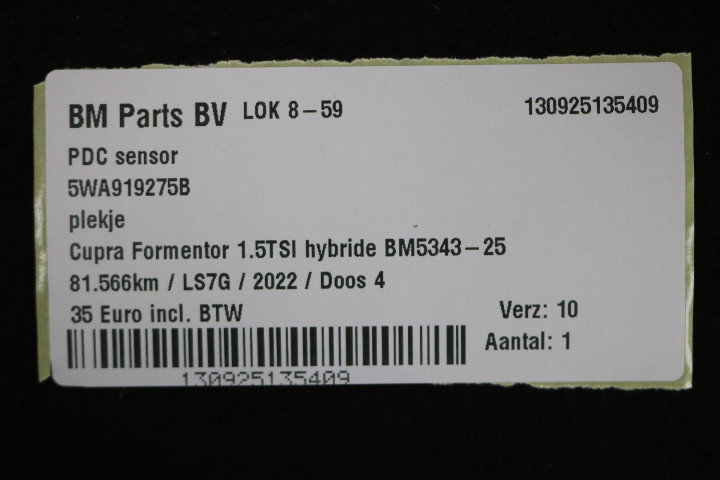 BM Parts BV LOK 8-59 130925135409
PDC sensor
5WA919275B
plekje
Cupra Formentor 1.5TSI hybride BM5343-25
81.566km / LS7G / 2022 / Doos 4
35 Euro incl. BTW Verz: 10
Aantal: 1
130925135409